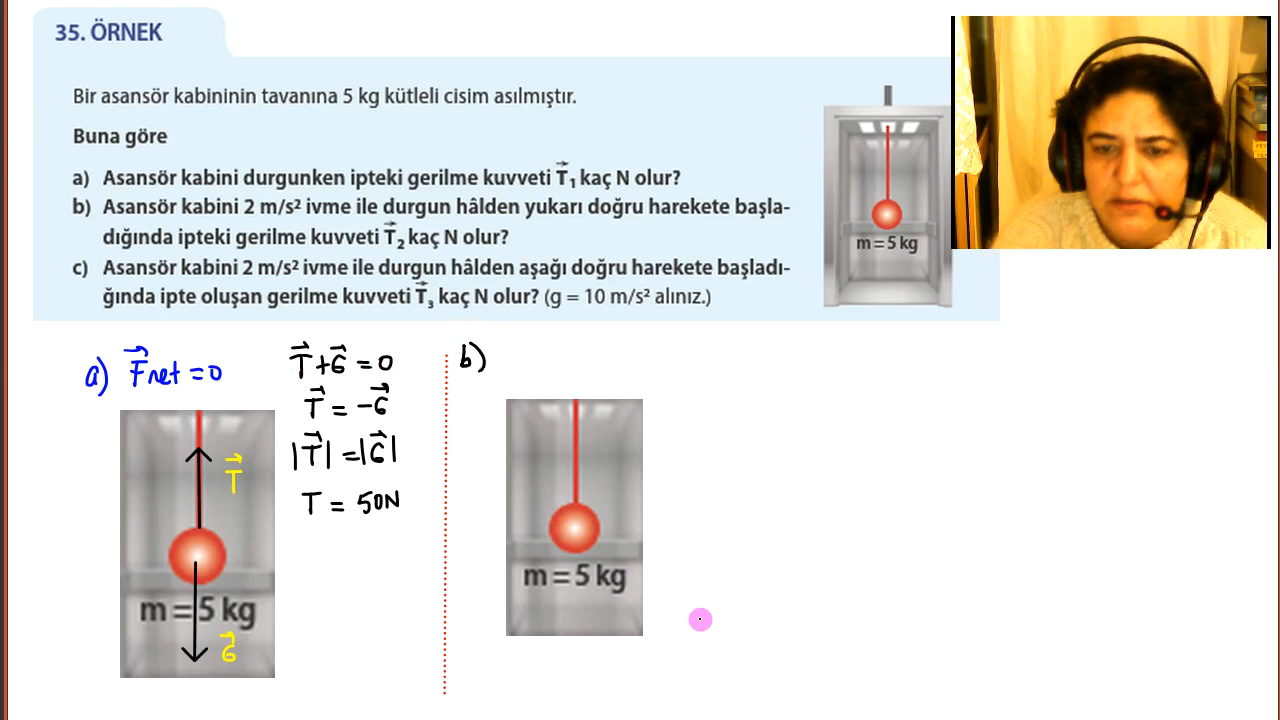 35. ÖRNEK
Bir asansör kabininin tavanına 5 kg kütleli cisim asılmıştır.
Buna göre
a) Asansör kabini durgunken ipteki gerilme kuvveti T⃗₁ kaç N olur?
b) Asansör kabini 2 m/s² ivme ile durgun hâlden yukarı doğru harekete başla-
dığında ipteki gerilme kuvveti T⃗₂ kaç N olur?
c) Asansör kabini 2 m/s² ivme ile durgun hâlden aşağı doğru harekete başladı-
ğında ipte oluşan gerilme kuvveti T⃗₃ kaç N olur? (g = 10 m/s² alınız.)
m = 5 kg
a) F⃗net = 0
T⃗ + G⃗ = 0
T⃗ = -G⃗
|T⃗| = |G⃗|
T = 50N
T⃗
m = 5 kg
G⃗
b)
m = 5 kg